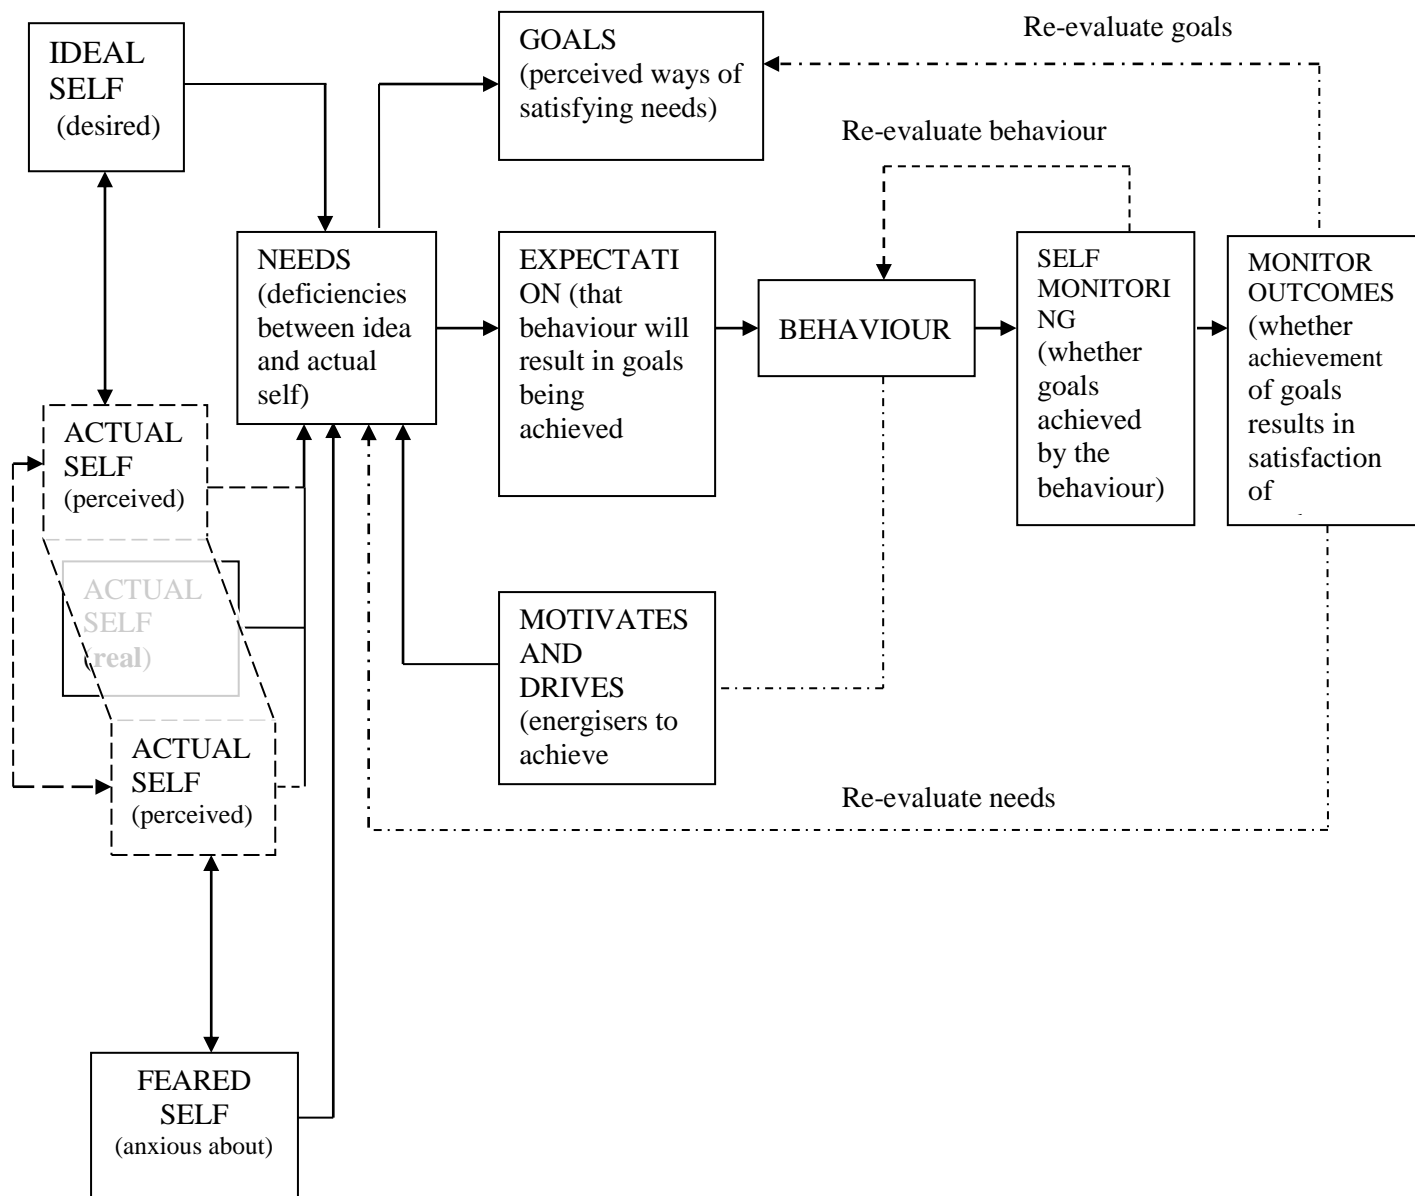 IDEAL
SELF
(desired)
GOALS
(perceived ways of
satisfying needs)
Re-evaluate goals
Re-evaluate behaviour
NEEDS
(deficiencies
between idea
and actual
self)
EXPECTATI
ON (that
behaviour will
result in goals
being
achieved
BEHAVIOUR
SELF
MONITORI
NG
(whether
goals
achieved
by the
behaviour)
MONITOR
OUTCOMES
(whether
achievement
of goals
results in
satisfaction
of
ACTUAL
SELF
(perceived)
ACTUAL
SELF
(real)
ACTUAL
SELF
(perceived)
MOTIVATES
AND
DRIVES
(energisers to
achieve
Re-evaluate needs
FEARED
SELF
(anxious about)